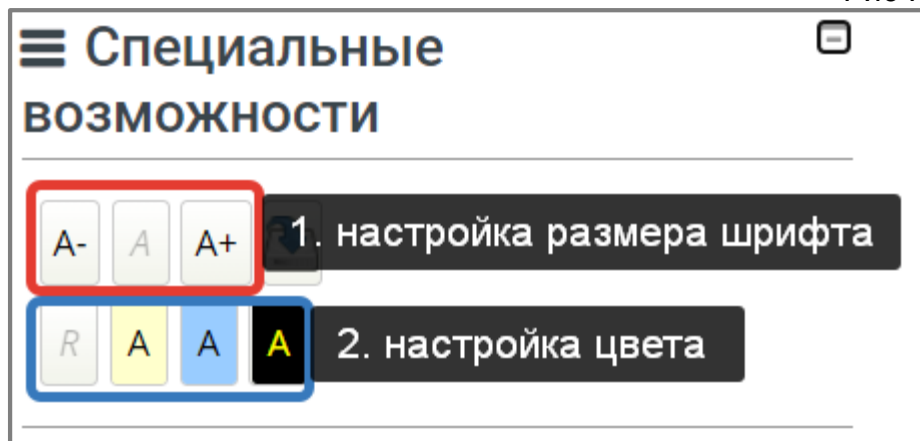 Специальные
возможности
A- A A+ 1. настройка размера шрифта
R A A A 2. настройка цвета